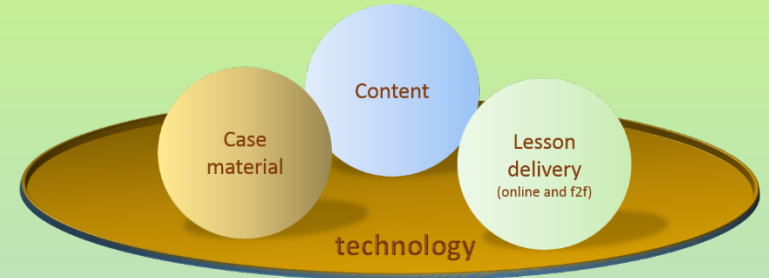 Content
Case
material
Lesson
delivery
(online and f2f)
technology